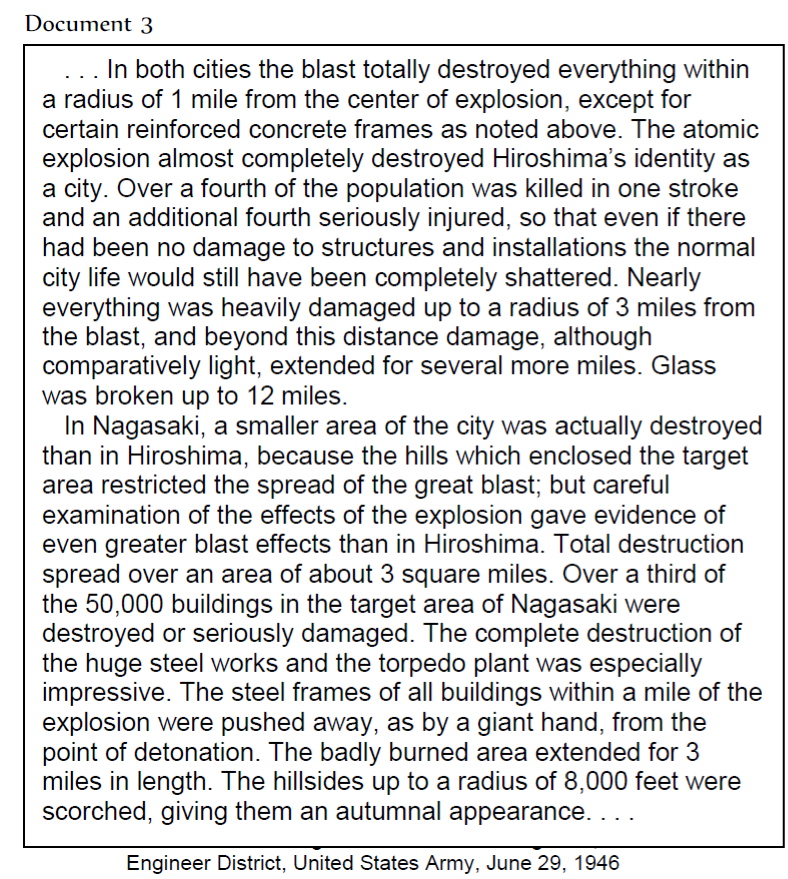 Document 3
. . . In both cities the blast totally destroyed everything within
a radius of 1 mile from the center of explosion, except for
certain reinforced concrete frames as noted above. The atomic
explosion almost completely destroyed Hiroshima's identity as
a city. Over a fourth of the population was killed in one stroke
and an additional fourth seriously injured, so that even if there
had been no damage to structures and installations the normal
city life would still have been completely shattered. Nearly
everything was heavily damaged up to a radius of 3 miles from
the blast, and beyond this distance damage, although
comparatively light, extended for several more miles. Glass
was broken up to 12 miles.
In Nagasaki, a smaller area of the city was actually destroyed
than in Hiroshima, because the hills which enclosed the target
area restricted the spread of the great blast; but careful
examination of the effects of the explosion gave evidence of
even greater blast effects than in Hiroshima. Total destruction
spread over an area of about 3 square miles. Over a third of
the 50,000 buildings in the target area of Nagasaki were
destroyed or seriously damaged. The complete destruction of
the huge steel works and the torpedo plant was especially
impressive. The steel frames of all buildings within a mile of the
explosion were pushed away, as by a giant hand, from the
point of detonation. The badly burned area extended for 3
miles in length. The hillsides up to a radius of 8,000 feet were
scorched, giving them an autumnal appearance. . . .
Engineer District, United States Army, June 29, 1946